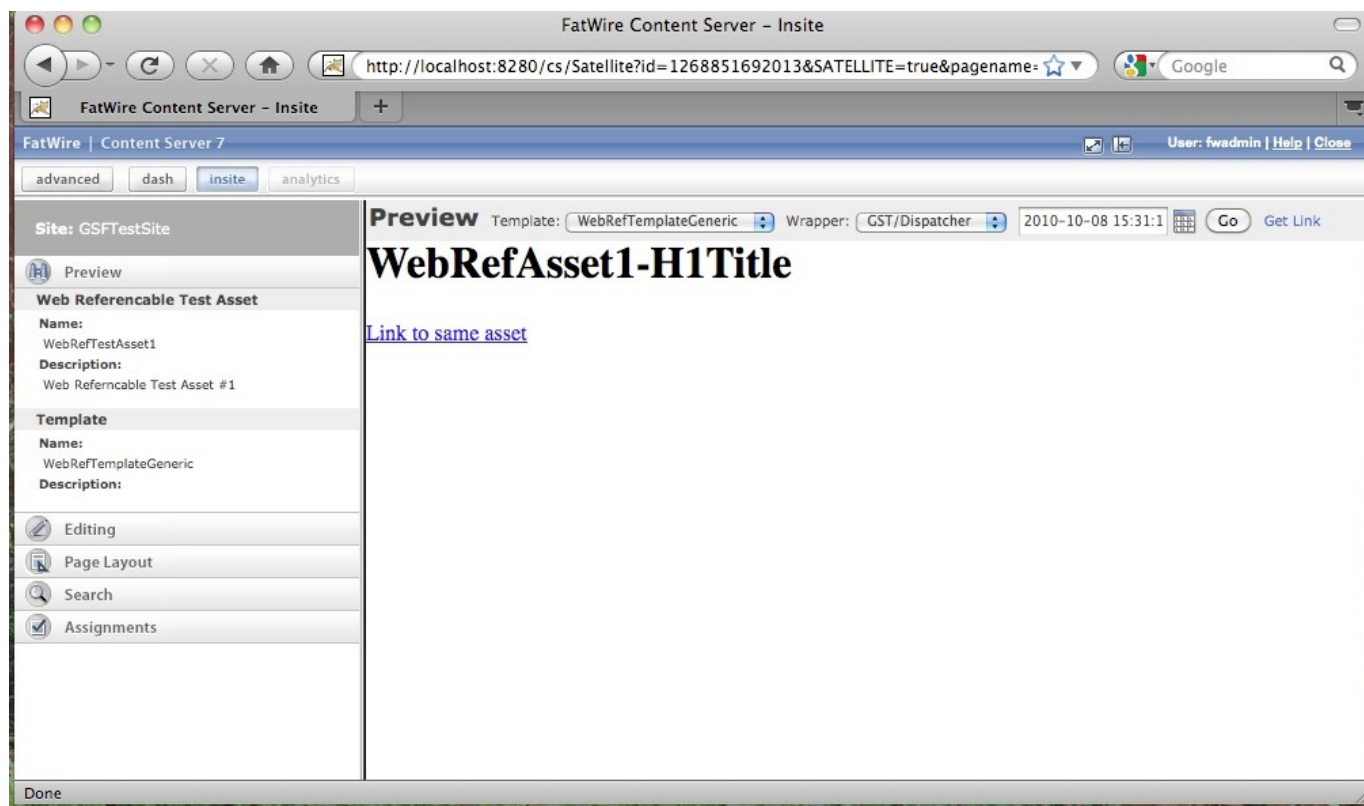 FatWire Content Server – Insite
http://localhost:8280/cs/Satellite?id=1268851692013&SATELLITE=true&pagename=
Google
FatWire Content Server – Insite
+
FatWire | Content Server 7
User: fwadmin | Help | Close
advanced dash insite analytics
Site: GSFTestSite
Preview Template: WebRefTemplateGeneric Wrapper: GST/Dispatcher 2010-10-08 15:31:1 Go Get Link
Preview
WebRefAsset1-H1Title
Web Referencable Test Asset
Name:
WebRefTestAsset1
Link to same asset
Description:
Web Referncable Test Asset #1
Template
Name:
WebRefTemplateGeneric
Description:
Editing
Page Layout
Search
Assignments
Done